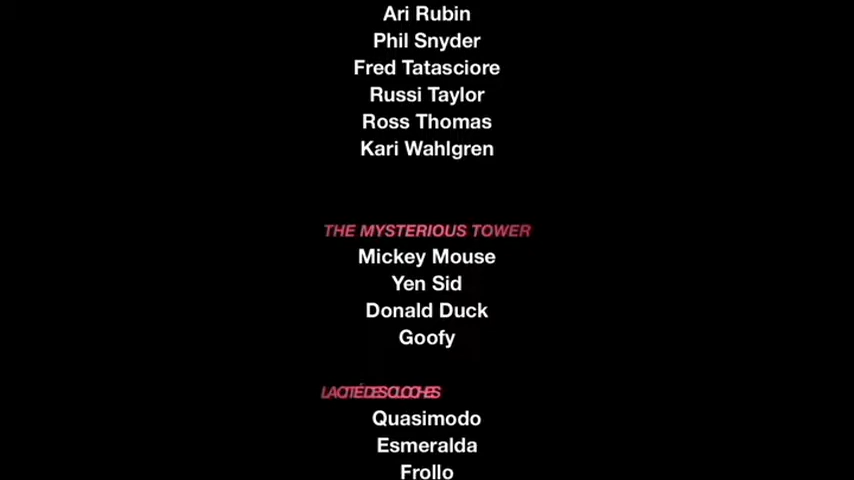 Ari Rubin
Phil Snyder
Fred Tatasciore
Russi Taylor
Ross Thomas
Kari Wahlgren
THE MYSTERIOUS TOWER
Mickey Mouse
Yen Sid
Donald Duck
Goofy
LA CITÉ DES CLOCHES
Quasimodo
Esmeralda
Frollo